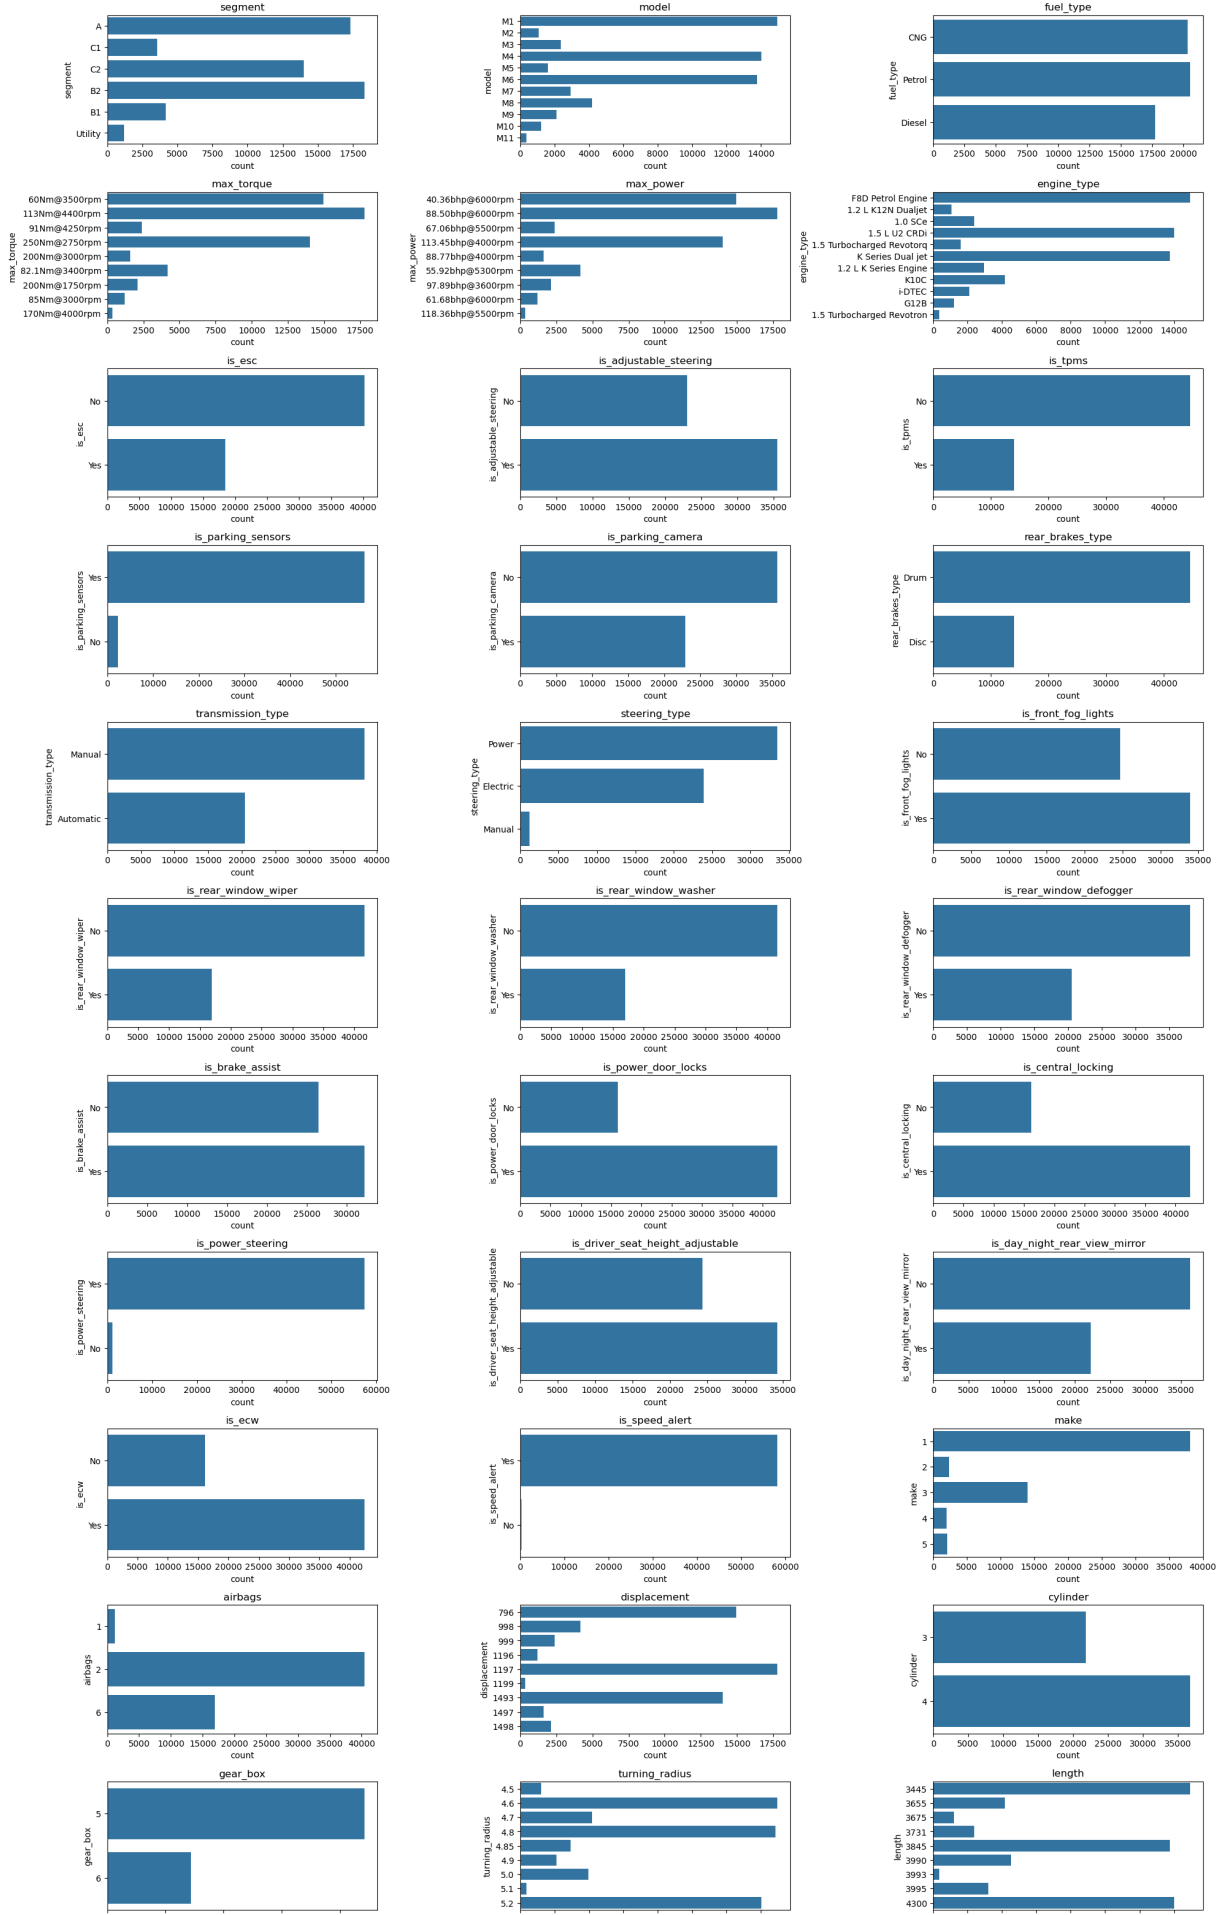 segment
A
C1
C2
B2
B1
Utility
segment
0 2500 5000 7500 10000 12500 15000 17500
count
model
M1
M2
M3
M4
M5
M6
M7
M8
M9
M10
M11
model
0 2000 4000 6000 8000 10000 12000 14000
count
fuel_type
CNG
Petrol
Diesel
fuel_type
0 2500 5000 7500 10000 12500 15000 17500 20000
count
max_torque
60Nm@3500rpm
113Nm@4400rpm
91Nm@4250rpm
250Nm@2750rpm
200Nm@3000rpm
82.1Nm@3400rpm
200Nm@1750rpm
85Nm@3000rpm
170Nm@4000rpm
max_torque
0 2500 5000 7500 10000 12500 15000 17500
count
max_power
40.36bhp@6000rpm
88.50bhp@6000rpm
67.06bhp@5500rpm
113.45bhp@4000rpm
88.77bhp@4000rpm
55.92bhp@5300rpm
97.89bhp@3600rpm
61.68bhp@6000rpm
118.36bhp@5500rpm
max_power
0 2500 5000 7500 10000 12500 15000 17500
count
engine_type
F8D Petrol Engine
1.2 L K12N Dualjet
1.0 SCe
1.5 L U2 CRDi
1.5 Turbocharged Revotorq
K Series Dual jet
1.2 L K Series Engine
K10C
i-DTEC
G12B
1.5 Turbocharged Revotron
engine_type
0 2000 4000 6000 8000 10000 12000 14000
count
is_esc
No
Yes
is_esc
0 5000 10000 15000 20000 25000 30000 35000 40000
count
is_adjustable_steering
No
Yes
is_adjustable_steering
0 5000 10000 15000 20000 25000 30000 35000
count
is_tpms
No
Yes
is_tpms
0 10000 20000 30000 40000
count
is_parking_sensors
Yes
No
is_parking_sensors
0 10000 20000 30000 40000 50000
count
is_parking_camera
No
Yes
is_parking_camera
0 5000 10000 15000 20000 25000 30000 35000
count
rear_brakes_type
Drum
Disc
rear_brakes_type
0 10000 20000 30000 40000
count
transmission_type
Manual
Automatic
transmission_type
0 5000 10000 15000 20000 25000 30000 35000 40000
count
steering_type
Power
Electric
Manual
steering_type
0 5000 10000 15000 20000 25000 30000 35000
count
is_front_fog_lights
No
Yes
is_front_fog_lights
0 5000 10000 15000 20000 25000 30000 35000
count
is_rear_window_wiper
No
Yes
is_rear_window_wiper
0 5000 10000 15000 20000 25000 30000 35000 40000
count
is_rear_window_washer
No
Yes
is_rear_window_washer
0 5000 10000 15000 20000 25000 30000 35000 40000
count
is_rear_window_defogger
No
Yes
is_rear_window_defogger
0 5000 10000 15000 20000 25000 30000 35000
count
is_brake_assist
No
Yes
is_brake_assist
0 5000 10000 15000 20000 25000 30000
count
is_power_door_locks
No
Yes
is_power_door_locks
0 5000 10000 15000 20000 25000 30000 35000 40000
count
is_central_locking
No
Yes
is_central_locking
0 5000 10000 15000 20000 25000 30000 35000 40000
count
is_power_steering
Yes
No
is_power_steering
0 10000 20000 30000 40000 50000 60000
count
is_driver_seat_height_adjustable
No
Yes
is_driver_seat_height_adjustable
0 5000 10000 15000 20000 25000 30000 35000
count
is_day_night_rear_view_mirror
No
Yes
is_day_night_rear_view_mirror
0 5000 10000 15000 20000 25000 30000 35000
count
is_ecw
No
Yes
is_ecw
0 5000 10000 15000 20000 25000 30000 35000 40000
count
is_speed_alert
Yes
No
is_speed_alert
0 10000 20000 30000 40000 50000 60000
count
make
1
2
3
4
5
make
0 5000 10000 15000 20000 25000 30000 35000 40000
count
airbags
1
2
6
airbags
0 5000 10000 15000 20000 25000 30000 35000 40000
count
displacement
796
998
999
1196
1197
1199
1493
1497
1498
displacement
0 2500 5000 7500 10000 12500 15000 17500
count
cylinder
3
4
cylinder
0 5000 10000 15000 20000 25000 30000 35000
count
gear_box
5
6
gear_box
turning_radius
4.5
4.6
4.7
4.8
4.85
4.9
5.0
5.1
5.2
turning_radius
length
3445
3655
3675
3731
3845
3990
3993
3995
4300
length